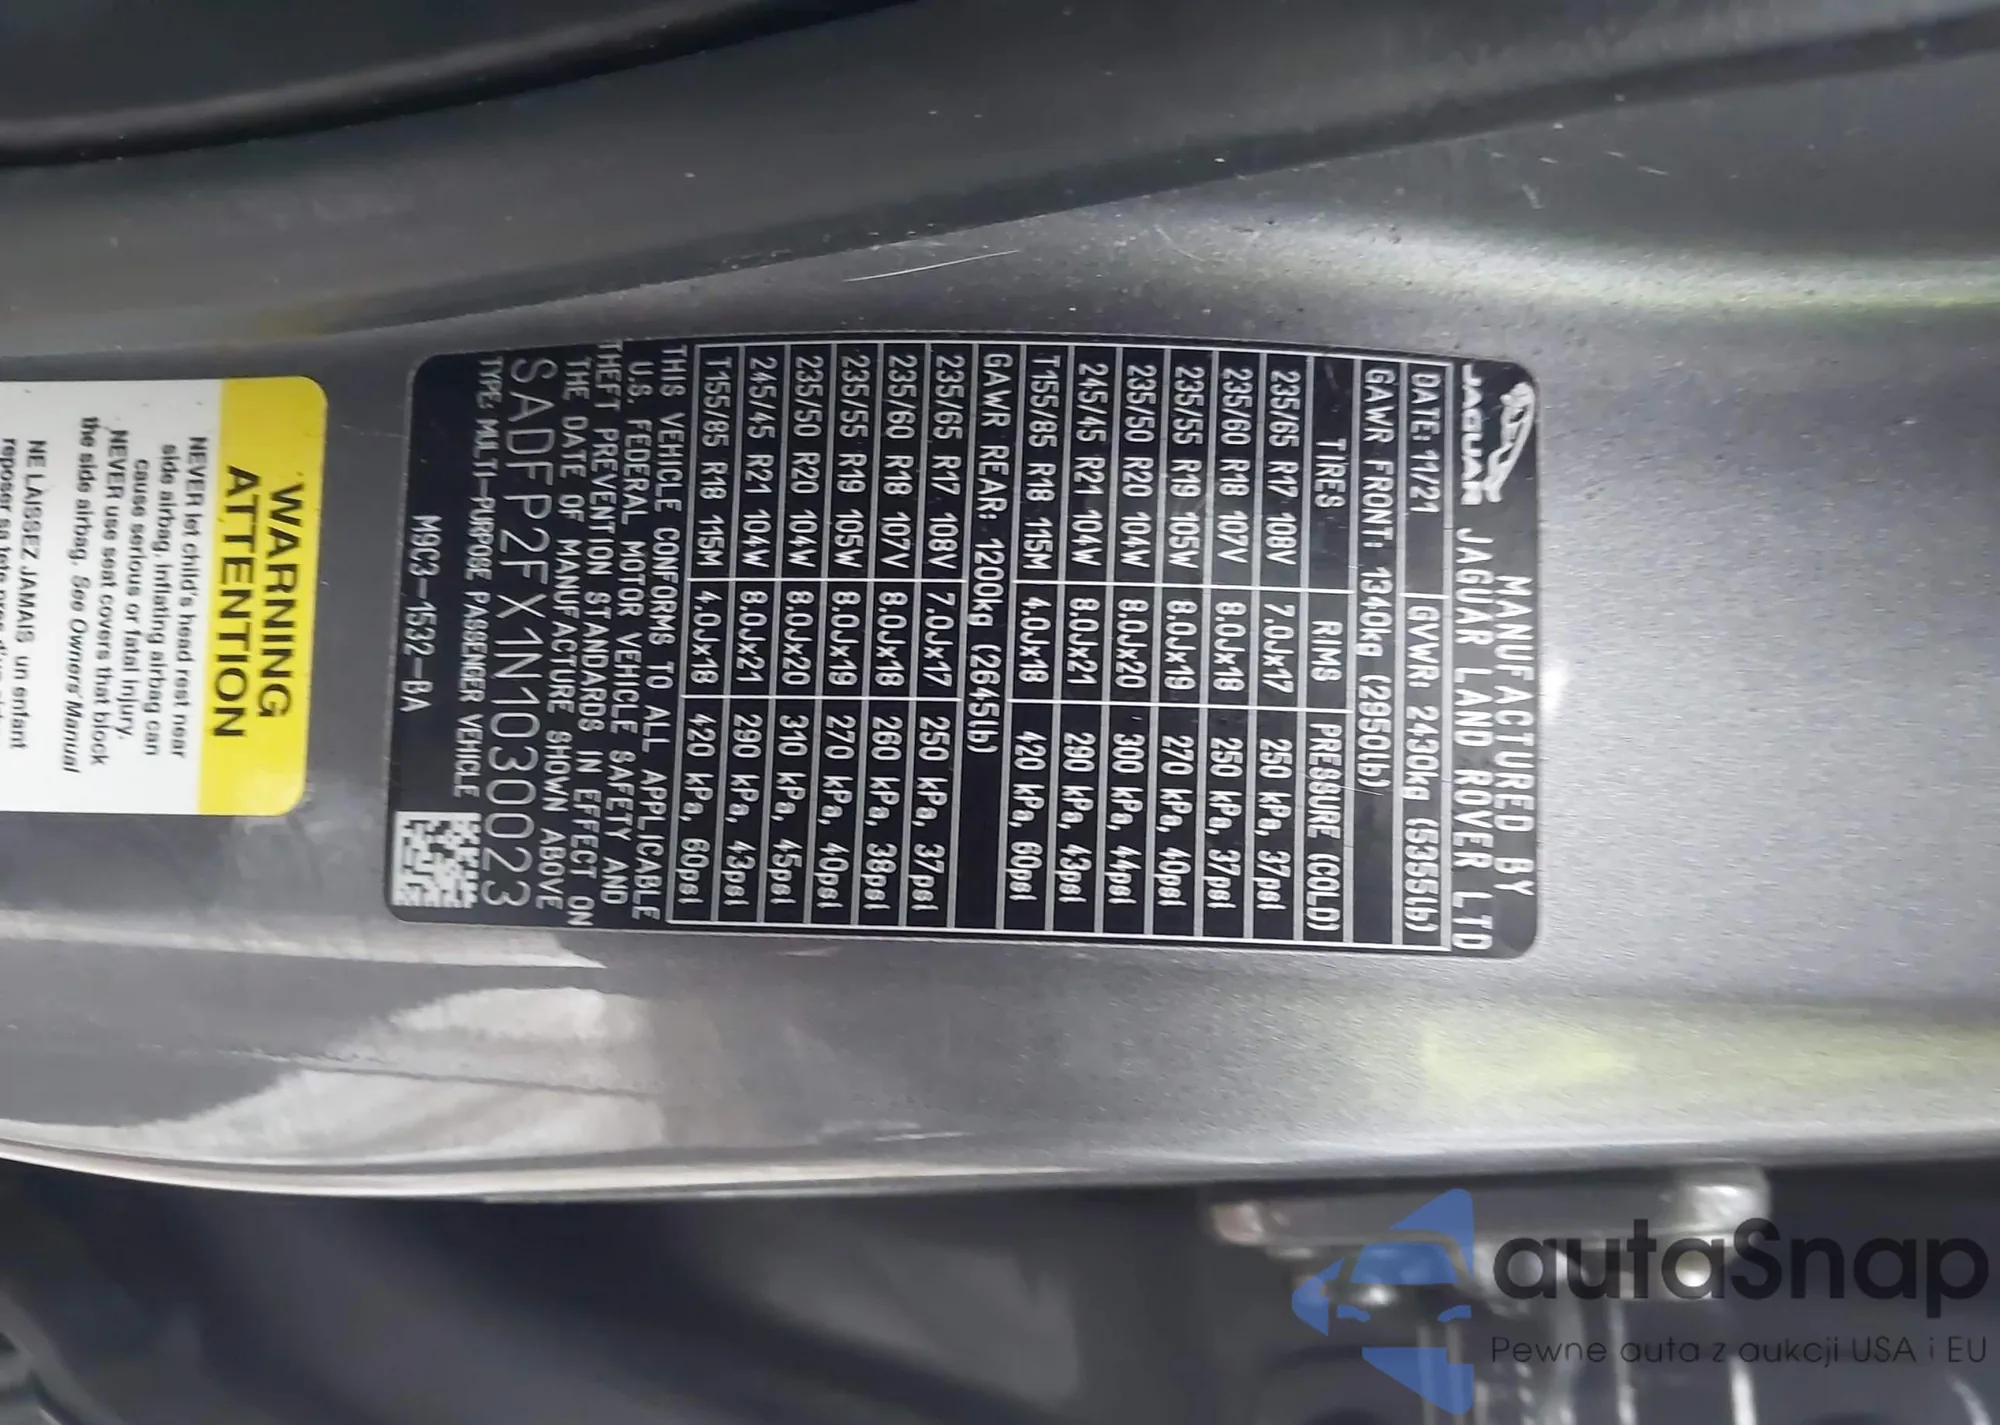 JAGUAR
MANUFACTURED BY
JAGUAR LAND ROVER LTD
DATE: 11/21 GVWR: 2430kg (5355lb)
GAWR FRONT: 1340kg (2950lb)
TIRES RIMS PRESSURE (COLD)
235/65 R17 108V 7.0Jx17 250 kPa, 37psi
235/60 R18 107V 8.0Jx18 250 kPa, 37psi
235/55 R19 105W 8.0Jx19 270 kPa, 40psi
235/50 R20 104W 8.0Jx20 300 kPa, 44psi
245/45 R21 104W 8.0Jx21 290 kPa, 43psi
T155/85 R18 115M 4.0Jx18 420 kPa, 60psi
GAWR REAR: 1200kg (2645lb)
235/65 R17 108V 7.0Jx17 250 kPa, 37psi
235/60 R18 107V 8.0Jx18 260 kPa, 38psi
235/55 R19 105W 8.0Jx19 270 kPa, 40psi
235/50 R20 104W 8.0Jx20 310 kPa, 45psi
245/45 R21 104W 8.0Jx21 290 kPa, 43psi
T155/85 R18 115M 4.0Jx18 420 kPa, 60psi
THIS VEHICLE CONFORMS TO ALL APPLICABLE
U.S. FEDERAL MOTOR VEHICLE SAFETY AND
THEFT PREVENTION STANDARDS IN EFFECT ON
THE DATE OF MANUFACTURE SHOWN ABOVE
SADFP2FX1N1030023
TYPE: MULTI-PURPOSE PASSENGER VEHICLE
M9C3-1532-BA
WARNING
ATTENTION
NEVER let child's head rest near
side airbag, inflating airbag can
cause serious or fatal injury.
NEVER use seat covers that block
the side airbag. See Owners Manual
NE LAISSEZ JAMAIS un enfant
reposer sa tete pres d'un
autaSnap
Pewne auta z aukcji USA i EU